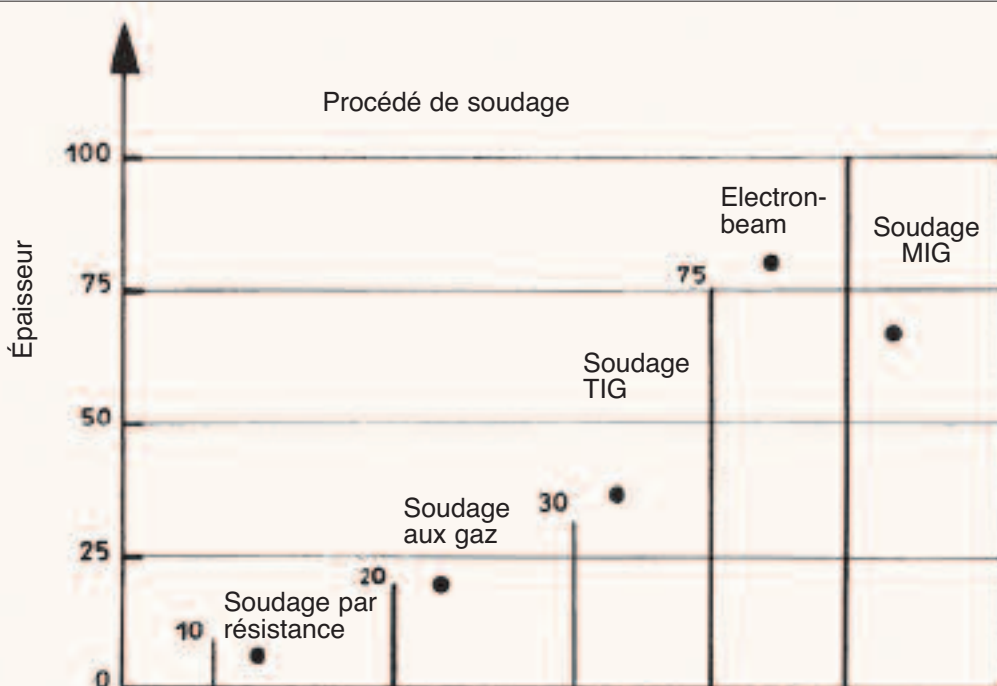 Procédé de soudage
100
Electron-
beam
Soudage
MIG
75
75
Épaisseur
Soudage
TIG
50
Soudage
aux gaz
30
25
20
Soudage par
résistance
10
0